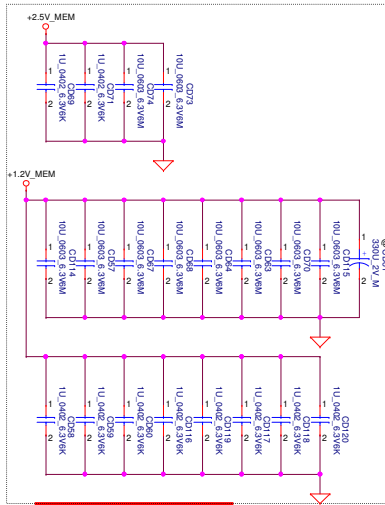 +2.5V_MEM
1
2
CD69
1U_0402_6.3V6K
1
2
CD71
1U_0402_6.3V6K
1
2
CD74
10U_0603_6.3V6M
1
2
CD73
10U_0603_6.3V6M
+1.2V_MEM
1
2
CD114
10U_0603_6.3V6M
1
2
CD57
10U_0603_6.3V6M
1
2
CD67
10U_0603_6.3V6M
1
2
CD68
10U_0603_6.3V6M
1
2
CD64
10U_0603_6.3V6M
1
2
CD63
10U_0603_6.3V6M
1
2
CD70
10U_0603_6.3V6M
1
2
CD115
10U_0603_6.3V6M
1
+
2
330U_2V_M
1
2
CD58
1U_0402_6.3V6K
1
2
CD59
1U_0402_6.3V6K
1
2
CD60
1U_0402_6.3V6K
1
2
CD116
1U_0402_6.3V6K
1
2
CD119
1U_0402_6.3V6K
1
2
CD117
1U_0402_6.3V6K
1
2
CD118
1U_0402_6.3V6K
1
2
CD120
1U_0402_6.3V6K